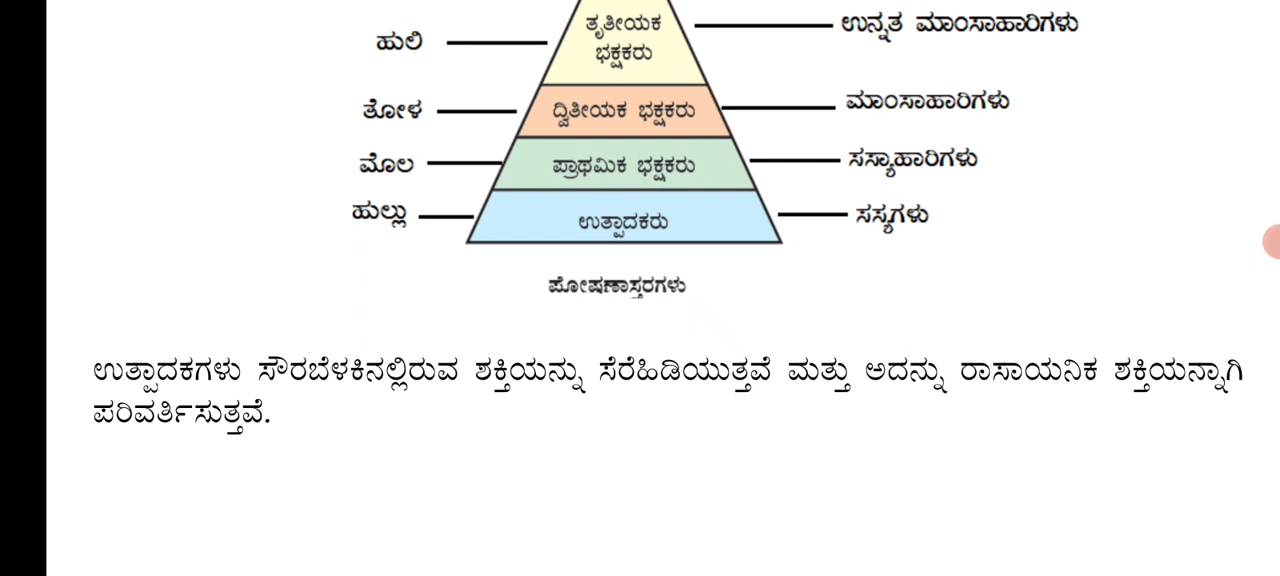 ತೃತೀಯಕ
ಭಕ್ಷಕರು
ಉನ್ನತ ಮಾಂಸಾಹಾರಿಗಳು
ಹುಲಿ
ತೋಳ
ದ್ವಿತೀಯಕ ಭಕ್ಷಕರು
ಮಾಂಸಾಹಾರಿಗಳು
ಮೊಲ
ಪ್ರಾಥಮಿಕ ಭಕ್ಷಕರು
ಸಸ್ಯಾಹಾರಿಗಳು
ಹುಲ್ಲು
ಉತ್ಪಾದಕರು
ಸಸ್ಯಗಳು
ಪೋಷಣಾಸ್ತರಗಳು
ಉತ್ಪಾದಕಗಳು ಸೌರಬೆಳಕಿನಲ್ಲಿರುವ ಶಕ್ತಿಯನ್ನು ಸೆರೆಹಿಡಿಯುತ್ತವೆ ಮತ್ತು ಅದನ್ನು ರಾಸಾಯನಿಕ ಶಕ್ತಿಯನ್ನಾಗಿ
ಪರಿವರ್ತಿಸುತ್ತವೆ.